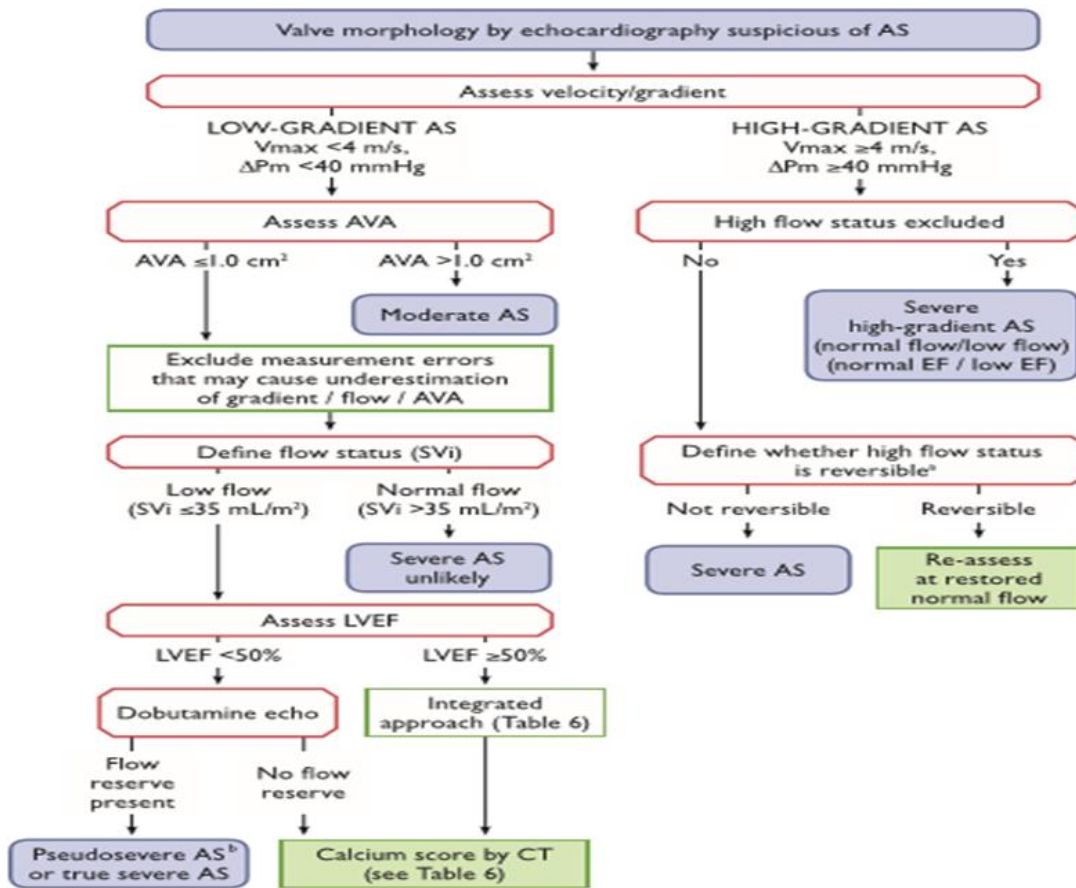 Valve morphology by echocardiography suspicious of AS
Assess velocity/gradient
LOW-GRADIENT AS
Vmax <4 m/s,
ΔPm <40 mmHg
HIGH-GRADIENT AS
Vmax ≥4 m/s,
ΔPm ≥40 mmHg
Assess AVA
High flow status excluded
AVA ≤1.0 cm²
AVA >1.0 cm²
No
Yes
Moderate AS
Severe
high-gradient AS
(normal flow/low flow)
(normal EF / low EF)
Exclude measurement errors
that may cause underestimation
of gradient / flow / AVA
Define flow status (SVi)
Define whether high flow status
is reversibleᵃ
Low flow
(SVi ≤35 mL/m²)
Normal flow
(SVi >35 mL/m²)
Not reversible
Reversible
Severe AS
unlikely
Severe AS
Re-assess
at restored
normal flow
Assess LVEF
LVEF <50%
LVEF ≥50%
Dobutamine echo
Integrated
approach (Table 6)
Flow
reserve
present
No flow
reserve
Pseudosevere ASᵇ
or true severe AS
Calcium score by CT
(see Table 6)